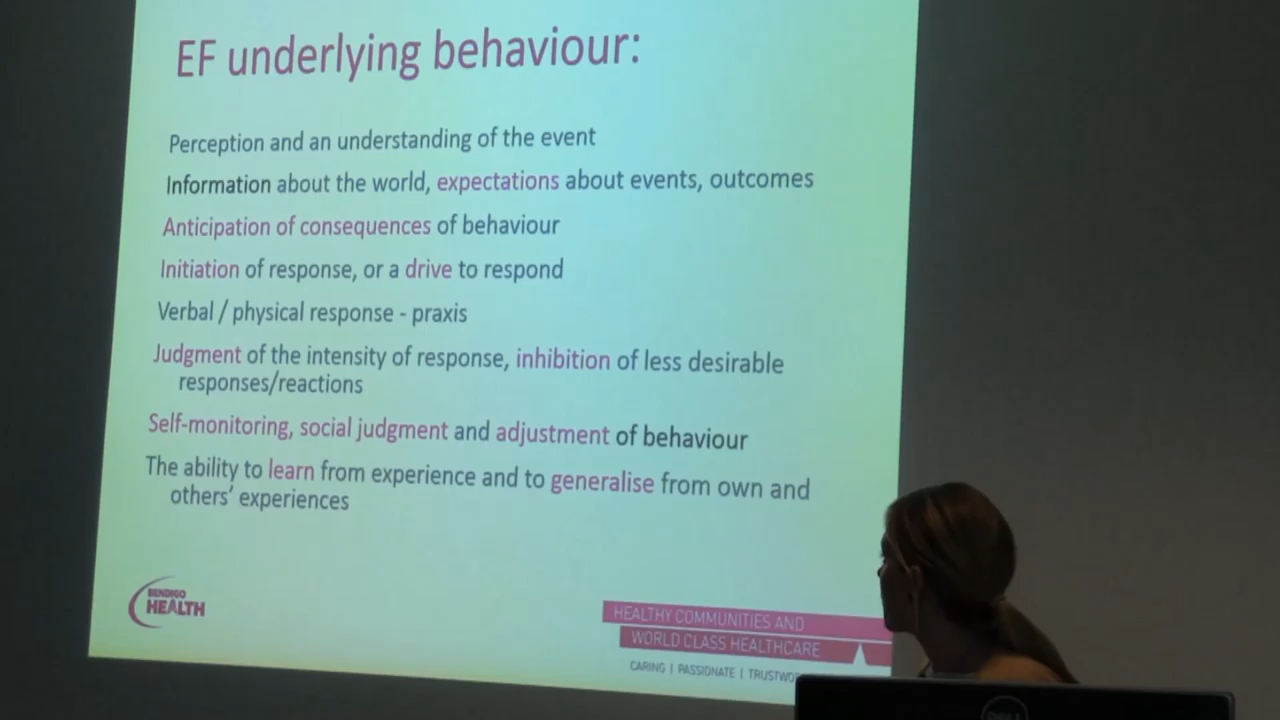 EF underlying behaviour:
Perception and an understanding of the event
Information about the world, expectations about events, outcomes
Anticipation of consequences of behaviour
Initiation of response, or a drive to respond
Verbal / physical response - praxis
Judgment of the intensity of response, inhibition of less desirable
responses/reactions
Self-monitoring, social judgment and adjustment of behaviour
The ability to learn from experience and to generalise from own and
others' experiences
BENDIGO
HEALTH
HEALTHY COMMUNITIES AND
WORLD CLASS HEALTHCARE
CARING | PASSIONATE | TRUSTWO
DELL